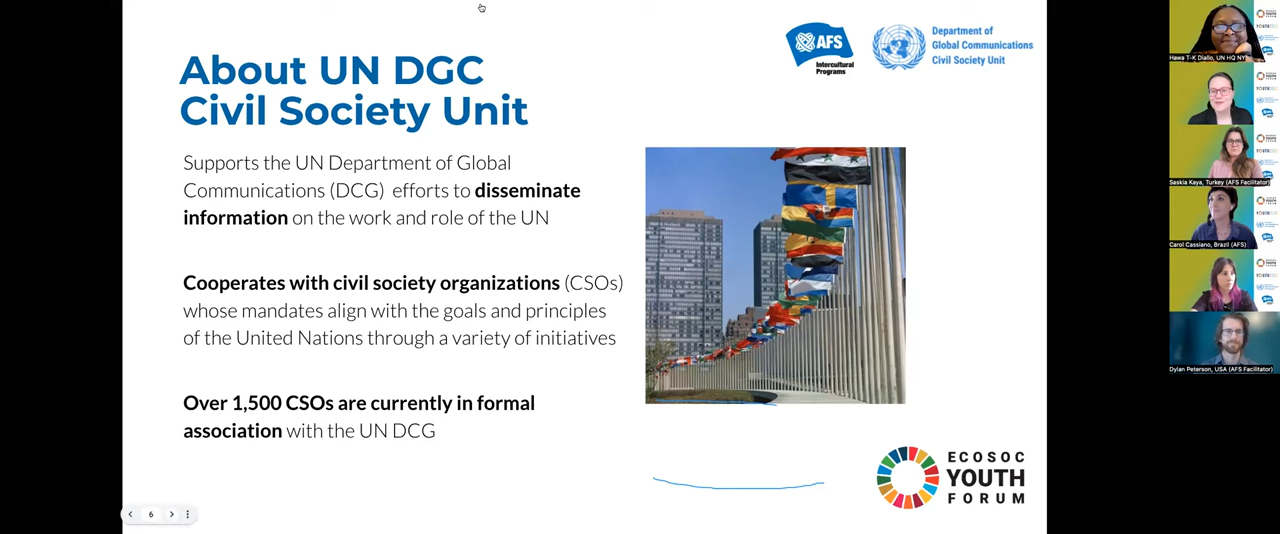 About UN DGC
Civil Society Unit
Supports the UN Department of Global
Communications (DCG) efforts to disseminate
information on the work and role of the UN
Cooperates with civil society organizations (CSOs)
whose mandates align with the goals and principles
of the United Nations through a variety of initiatives
Over 1,500 CSOs are currently in formal
association with the UN DCG
AFS
Intercultural
Programs
Department of
Global Communications
Civil Society Unit
ECOSOC
YOUTH
FORUM
6
Hawa T-K Diallo, UN HQ NY
Saskia Kaya, Turkey (AFS Facilitator)
Carol Cassiano, Brazil (AFS)
Dylan Peterson, USA (AFS Facilitator)